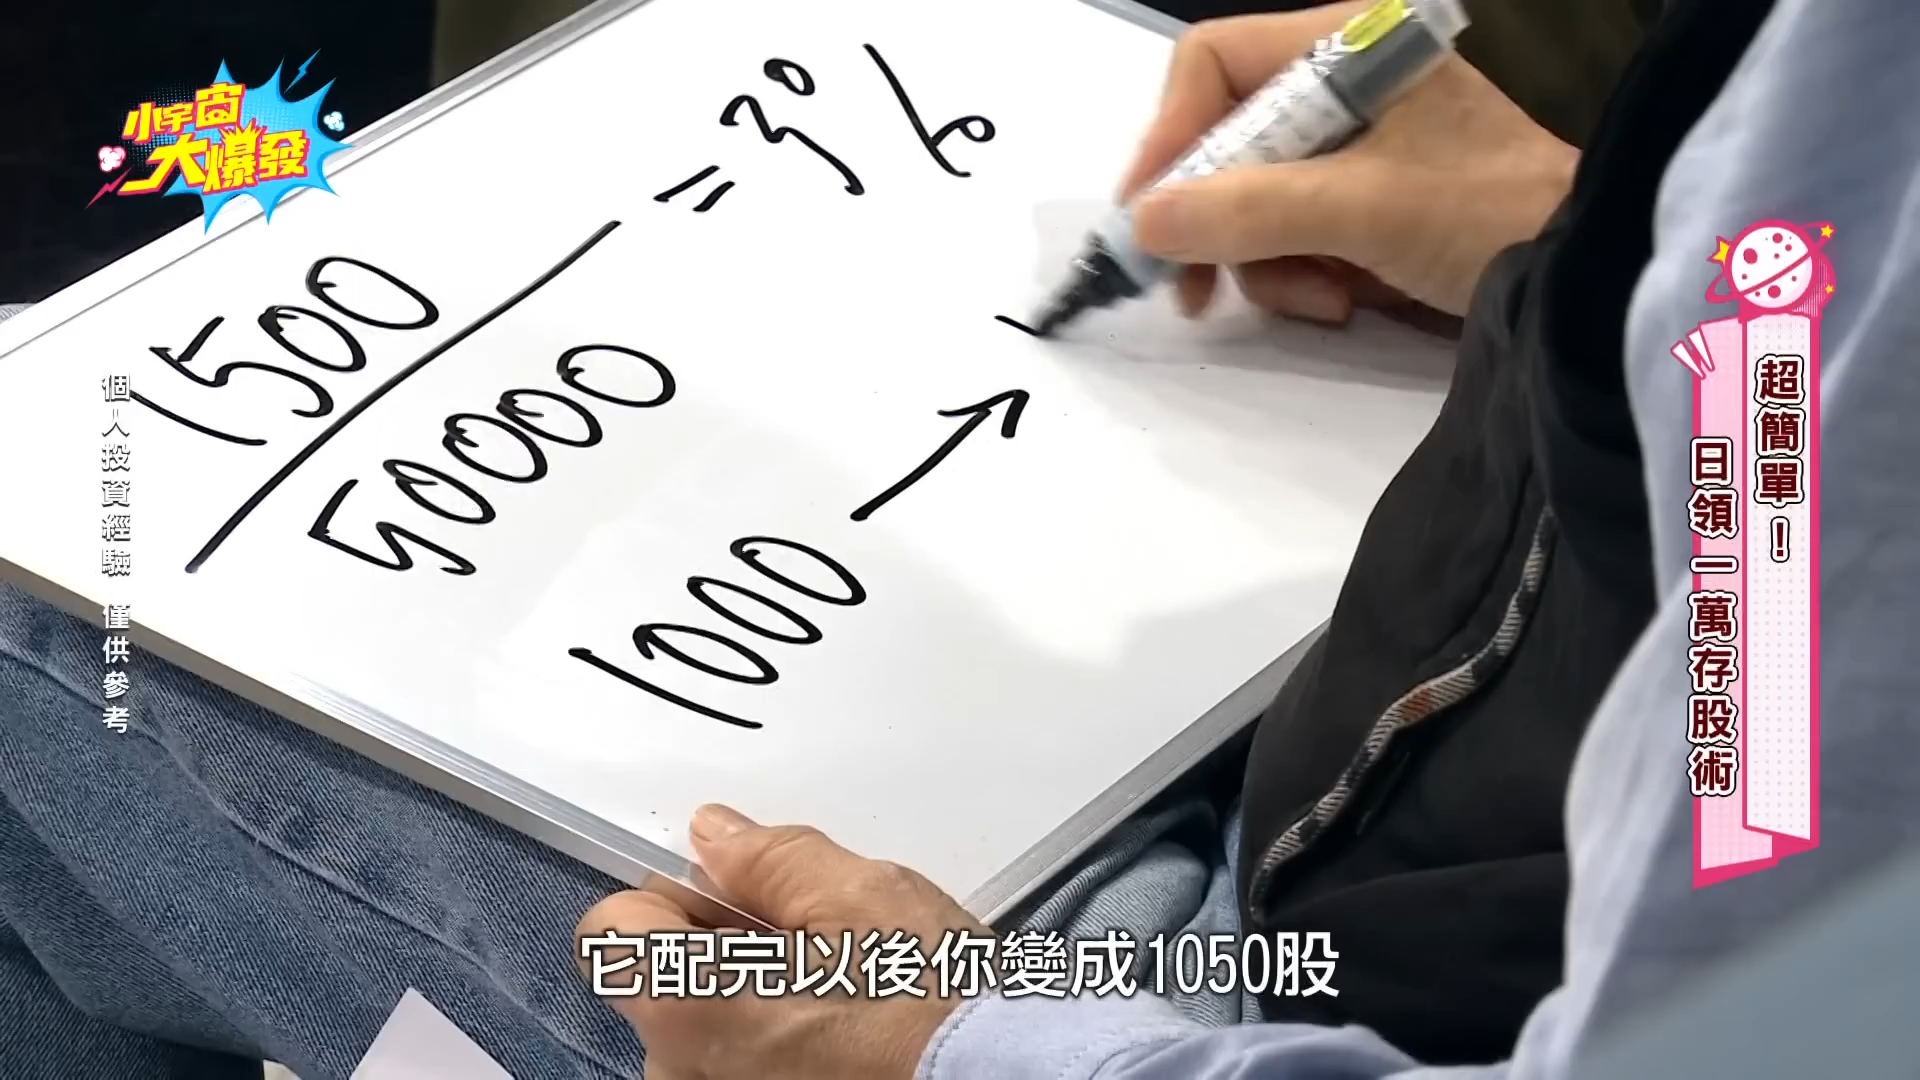 小宇宙
大爆發
1500
50000
= 3%
1000 →
個人投資經驗 僅供參考
超簡單！
日領一萬存股術
它配完以後你變成1050股